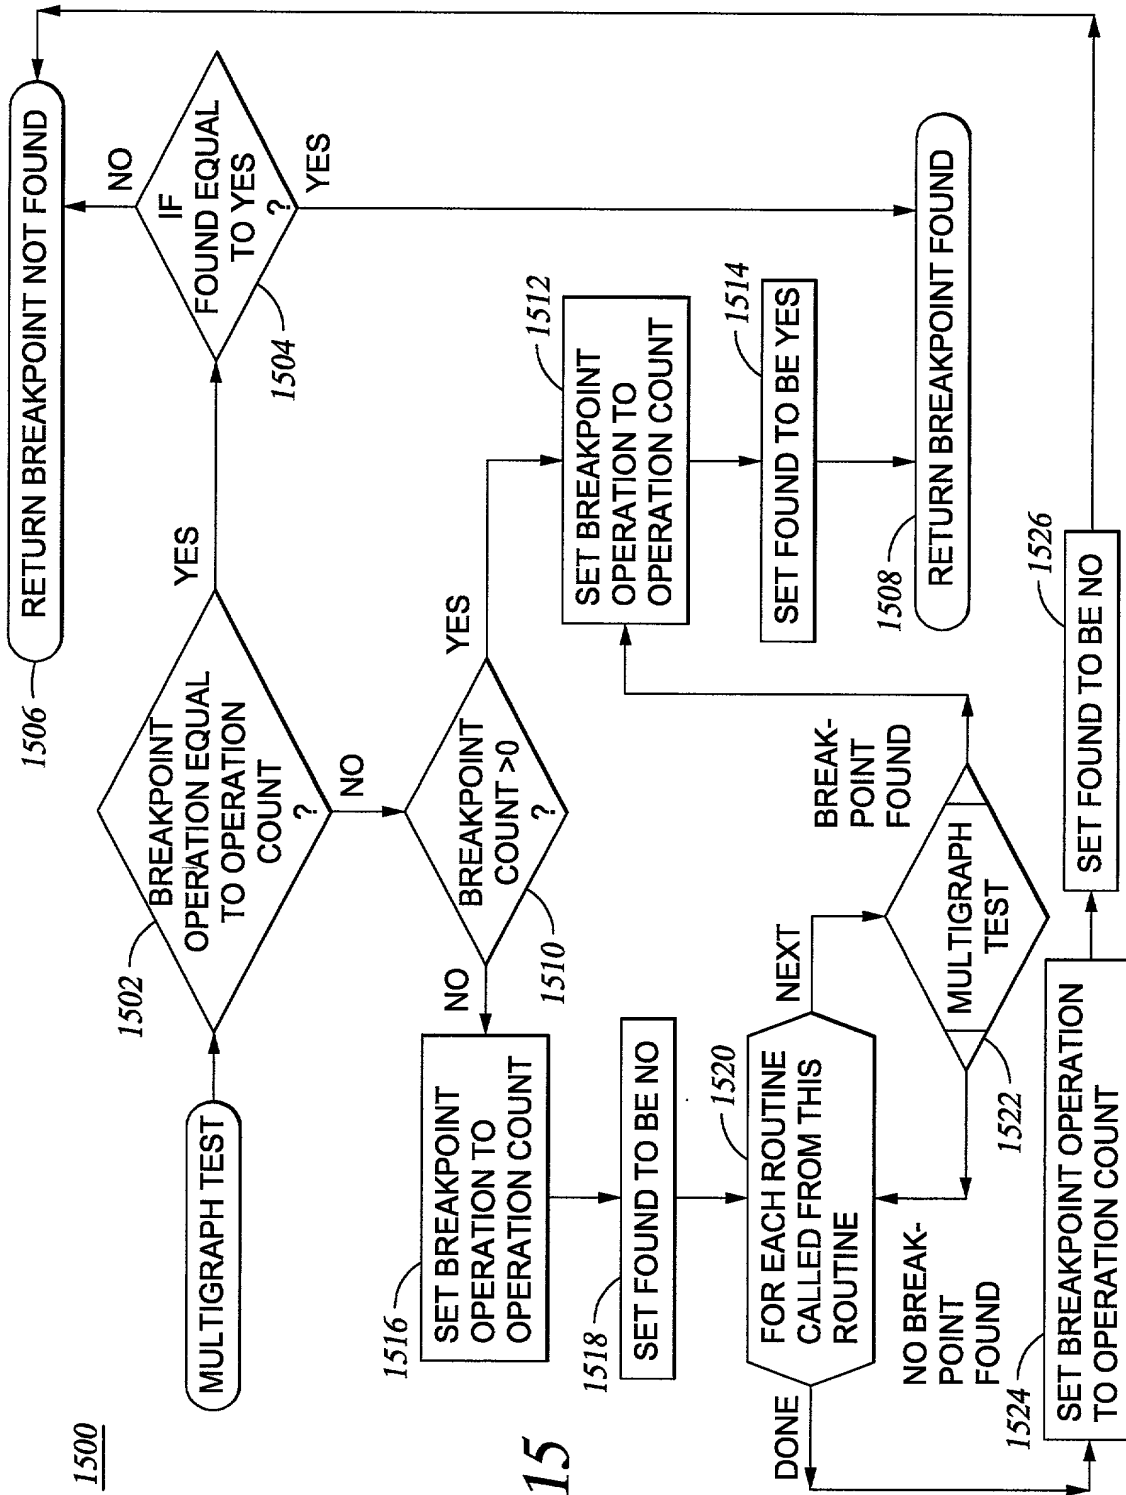 1500
MULTIGRAPH TEST
1502
BREAKPOINT
OPERATION EQUAL
TO OPERATION
COUNT
?
YES
NO
IF
FOUND EQUAL
TO YES
?
1504
NO
YES
RETURN BREAKPOINT NOT FOUND
1506
BREAKPOINT
COUNT >0
?
1510
YES
NO
SET BREAKPOINT
OPERATION TO
OPERATION COUNT
1512
SET FOUND TO BE YES
1514
RETURN BREAKPOINT FOUND
1508
1516
SET BREAKPOINT
OPERATION TO
OPERATION COUNT
1518
SET FOUND TO BE NO
1520
FOR EACH ROUTINE
CALLED FROM THIS
ROUTINE
NEXT
DONE
MULTIGRAPH
TEST
1522
BREAK-
POINT
FOUND
NO BREAK-
POINT
FOUND
1524
SET BREAKPOINT OPERATION
TO OPERATION COUNT
SET FOUND TO BE NO
1526
15